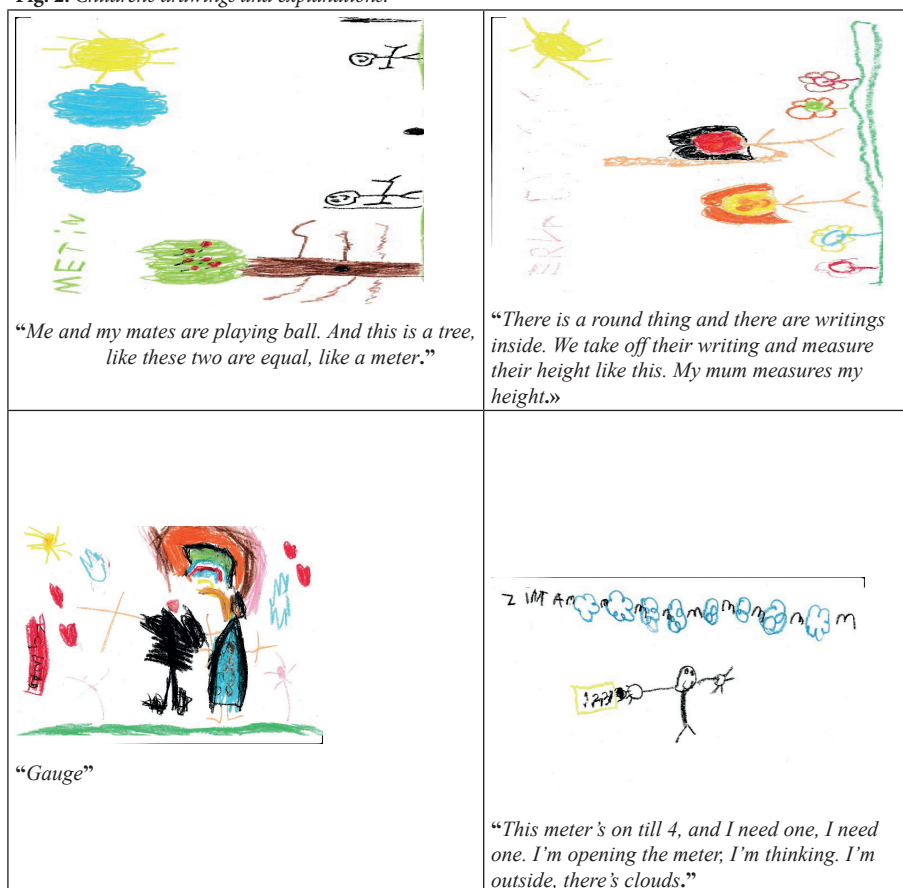 Fig. 2. Childrens drawings and explanations.
METiN
“Me and my mates are playing ball. And this is a tree,
like these two are equal, like a meter.”
“There is a round thing and there are writings
inside. We take off their writing and measure
their height like this. My mum measures my
height.»
“Gauge”
“This meter’s on till 4, and I need one, I need
one. I’m opening the meter, I’m thinking. I’m
outside, there’s clouds.”